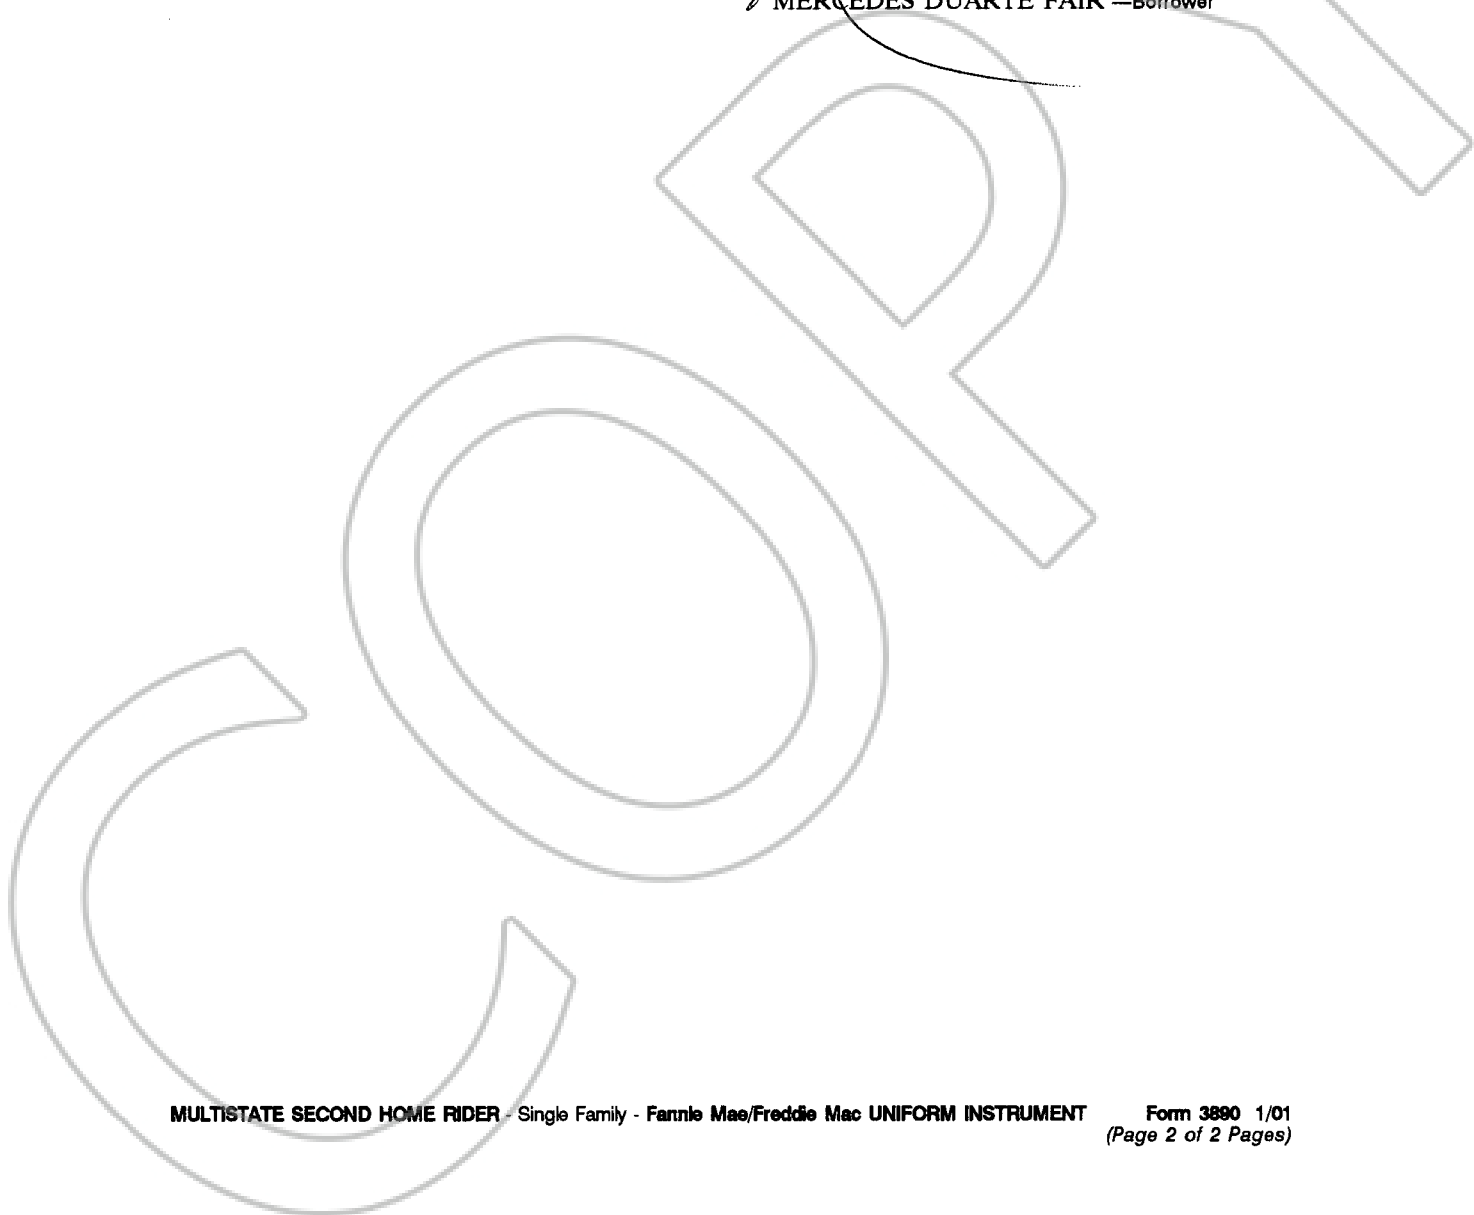 MERCEDES DUARTE FAIR —Borrower
COPY
MULTISTATE SECOND HOME RIDER - Single Family - Fannie Mae/Freddie Mac UNIFORM INSTRUMENT Form 3890 1/01
(Page 2 of 2 Pages)